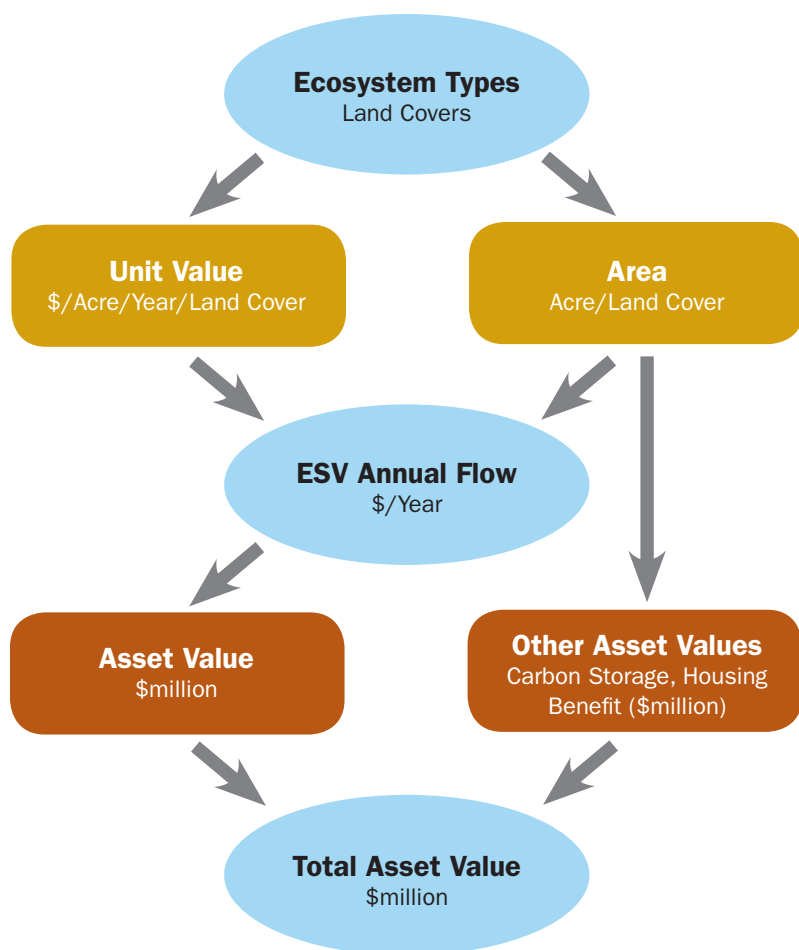 Ecosystem Types
Land Covers
Unit Value
$/Acre/Year/Land Cover
Area
Acre/Land Cover
ESV Annual Flow
$/Year
Asset Value
$million
Other Asset Values
Carbon Storage, Housing
Benefit ($million)
Total Asset Value
$million